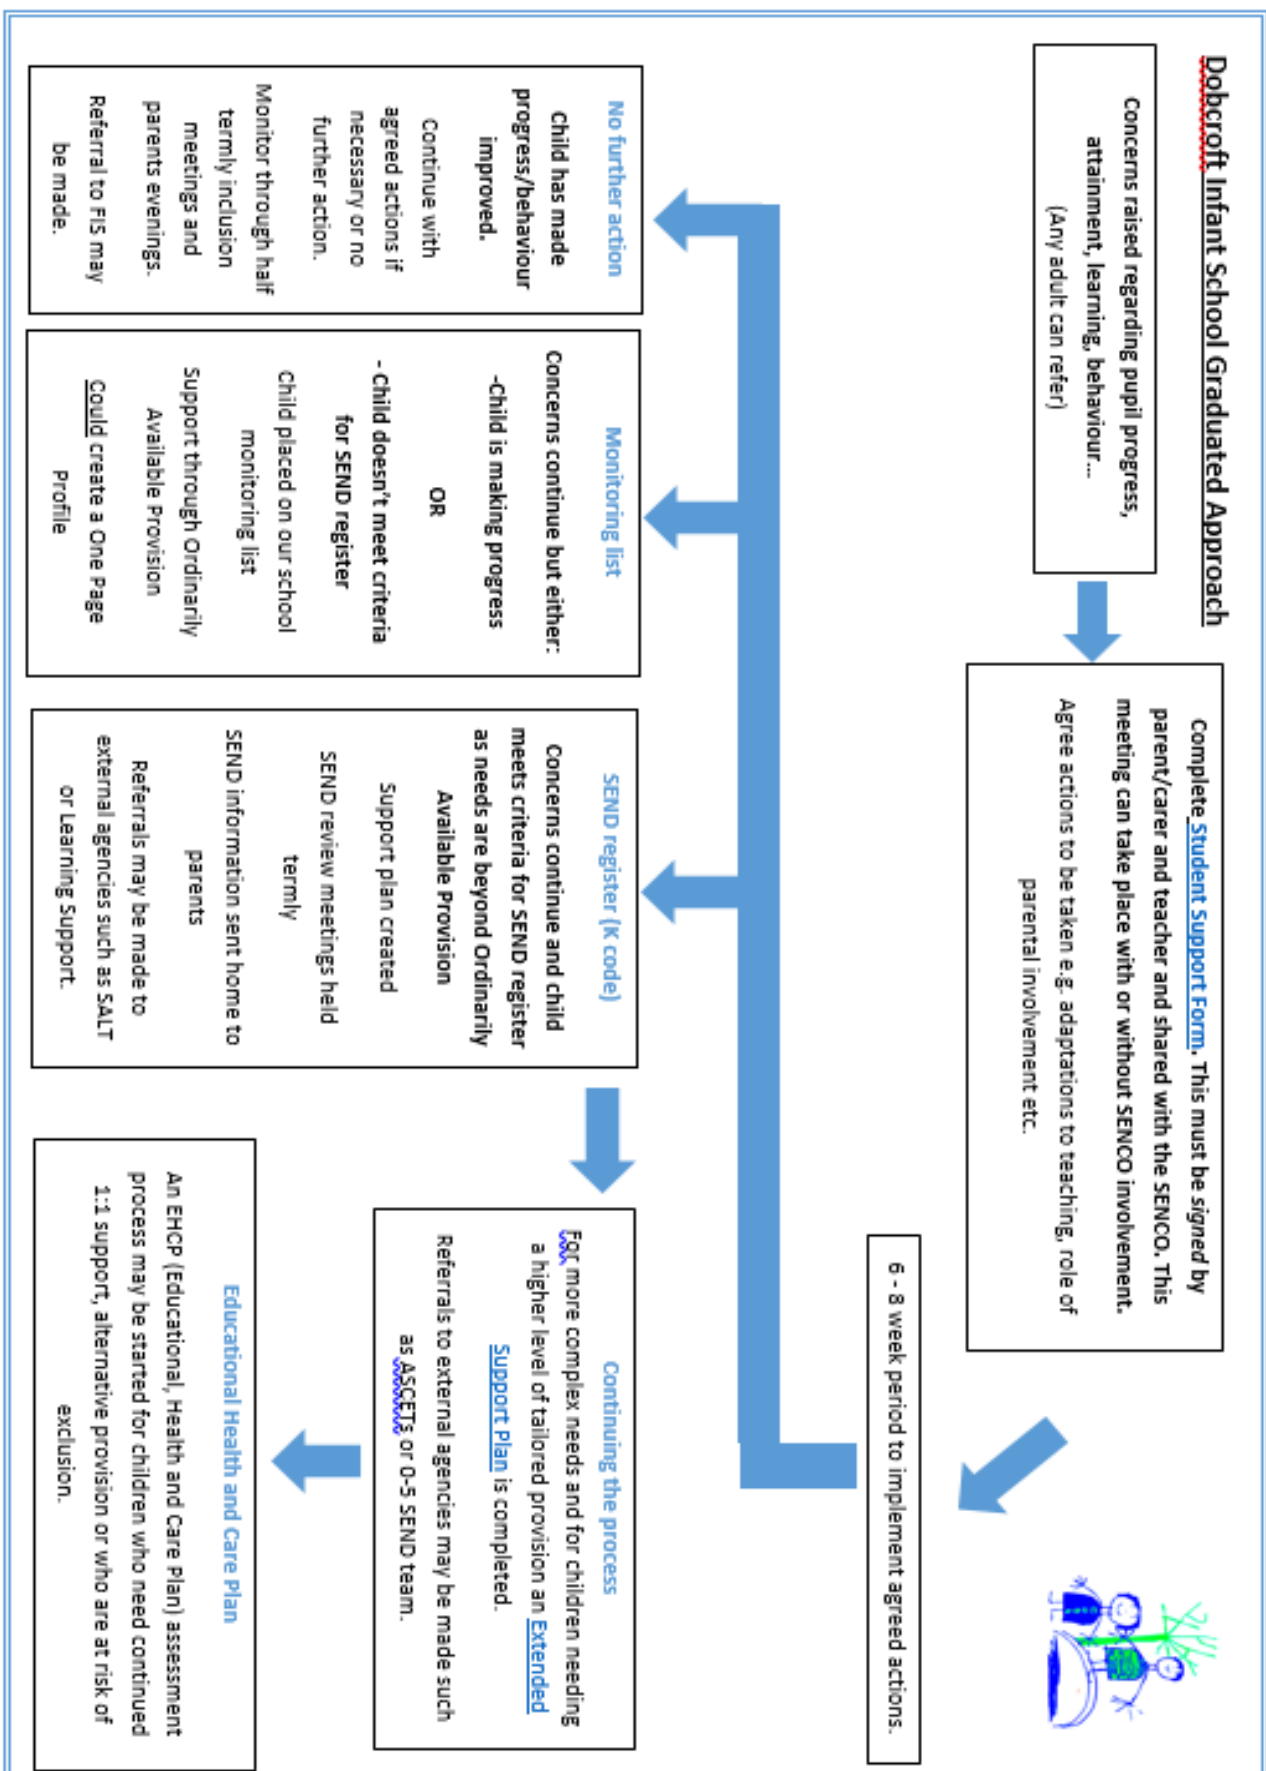 Dobcroft Infant School Graduated Approach
Concerns raised regarding pupil progress,
attainment, learning, behaviour...
(Any adult can refer)
Complete Student Support Form. This must be signed by
parent/carer and teacher and shared with the SENCO. This
meeting can take place with or without SENCO involvement.
Agree actions to be taken e.g. adaptations to teaching, role of
parental involvement etc.
6 - 8 week period to implement agreed actions.
No further action
Child has made
progress/behaviour
improved.
Continue with
agreed actions if
necessary or no
further action.
Monitor through half
termly inclusion
meetings and
parents evenings.
Referral to FIS may
be made.
Monitoring list
Concerns continue but either:
-Child is making progress
OR
- Child doesn't meet criteria
for SEND register
Child placed on our school
monitoring list
Support through Ordinarily
Available Provision
Could create a One Page
Profile
SEND register (K code)
Concerns continue and child
meets criteria for SEND register
as needs are beyond Ordinarily
Available Provision
Support plan created
SEND review meetings held
termly
SEND information sent home to
parents
Referrals may be made to
external agencies such as SALT
or Learning Support.
Continuing the process
For more complex needs and for children needing
a higher level of tailored provision an Extended
Support Plan is completed.
Referrals to external agencies may be made such
as ASCETs or 0-5 SEND team.
Educational Health and Care Plan
An EHCP (Educational, Health and Care Plan) assessment
process may be started for children who need continued
1:1 support, alternative provision or who are at risk of
exclusion.